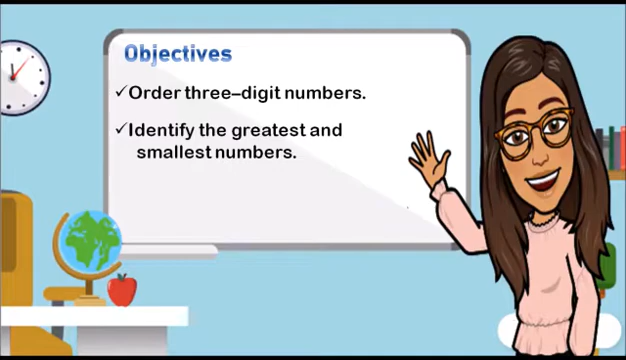 Objectives
✓Order three–digit numbers.
✓Identify the greatest and
smallest numbers.